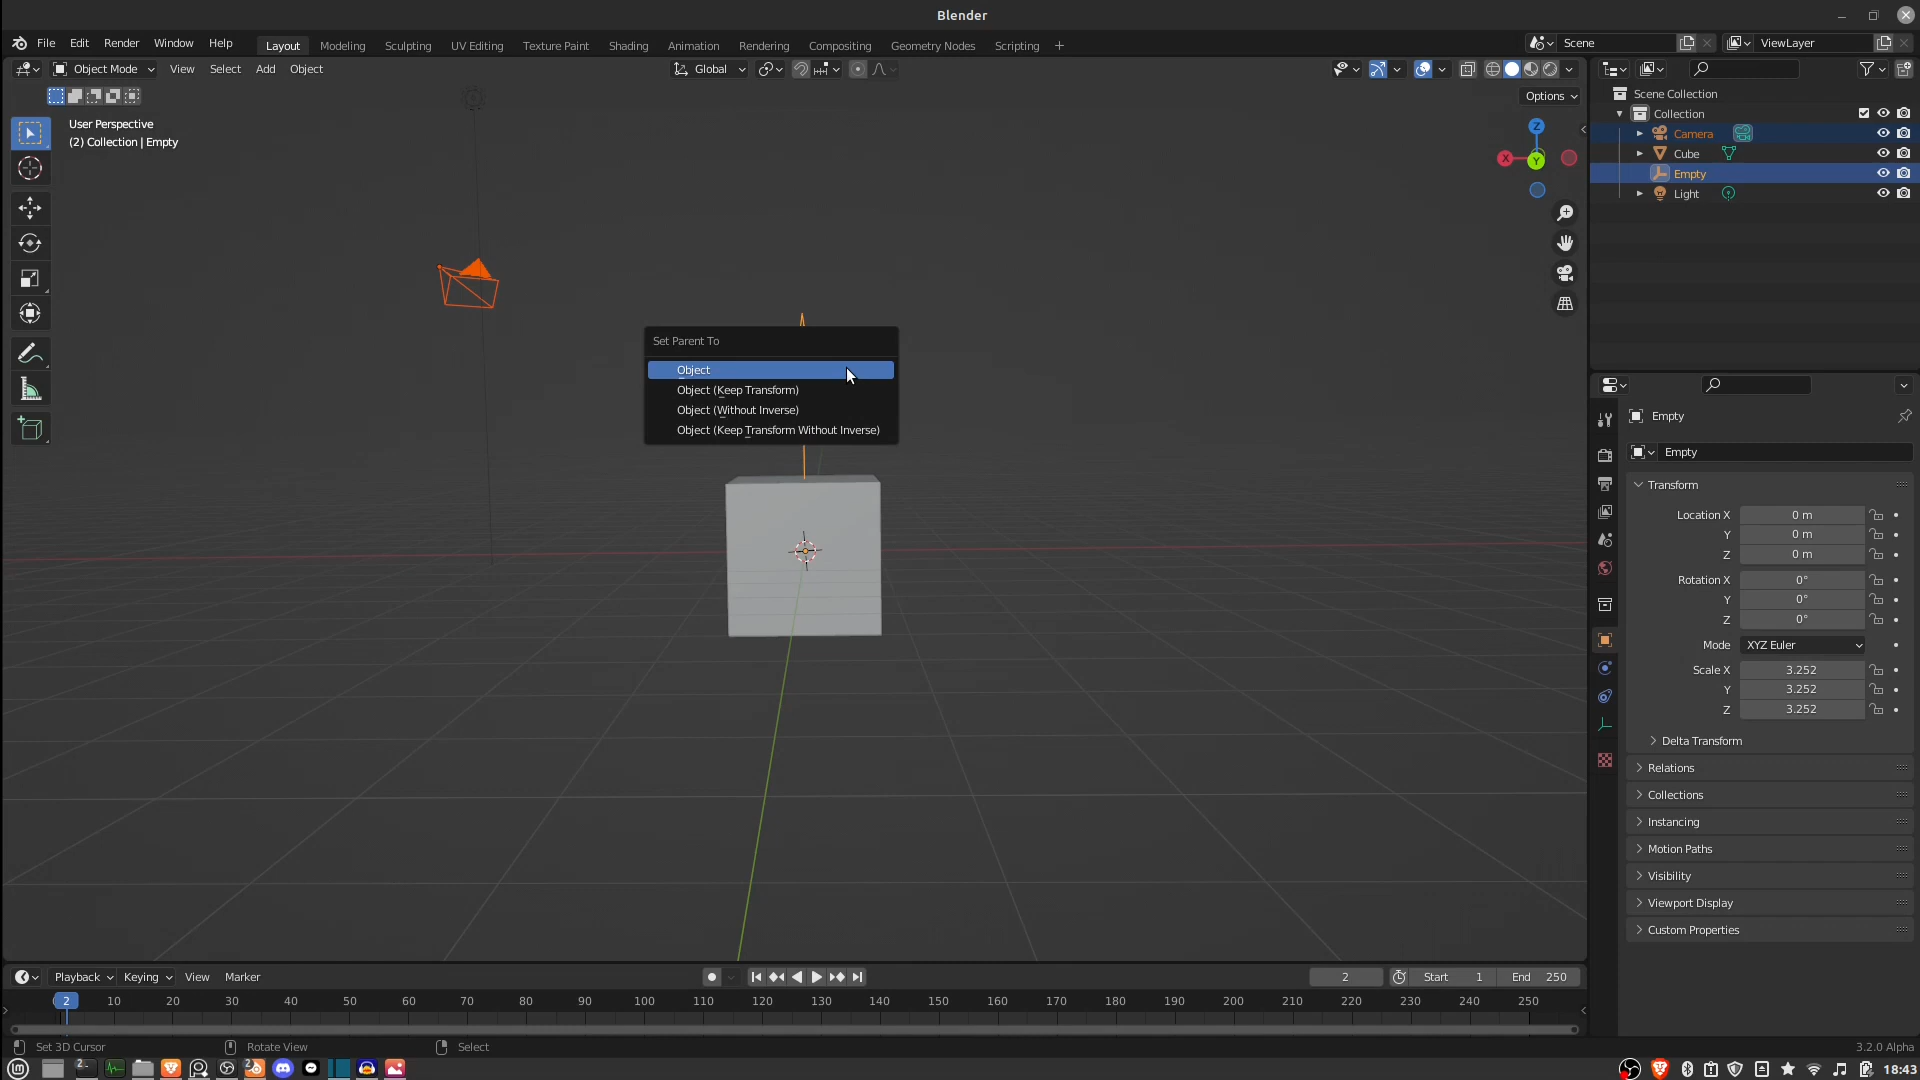 Blender
File Edit Render Window Help
Layout Modeling Sculpting UV Editing Texture Paint Shading Animation Rendering Compositing Geometry Nodes Scripting +
Scene
ViewLayer
Object Mode View Select Add Object
Global
Options
User Perspective
(2) Collection | Empty
Z
X
Y
Set Parent To
Object
Object (Keep Transform)
Object (Without Inverse)
Object (Keep Transform Without Inverse)
Scene Collection
Collection
Camera
Cube
Empty
Light
Empty
Empty
Transform
Location X 0 m
Y 0 m
Z 0 m
Rotation X 0°
Y 0°
Z 0°
Mode XYZ Euler
Scale X 3.252
Y 3.252
Z 3.252
Delta Transform
Relations
Collections
Instancing
Motion Paths
Visibility
Viewport Display
Custom Properties
Playback Keying View Marker
2 Start 1 End 250
2 10 20 30 40 50 60 70 80 90 100 110 120 130 140 150 160 170 180 190 200 210 220 230 240 250
Set 3D Cursor Rotate View Select
3.2.0 Alpha
2
2
18:43